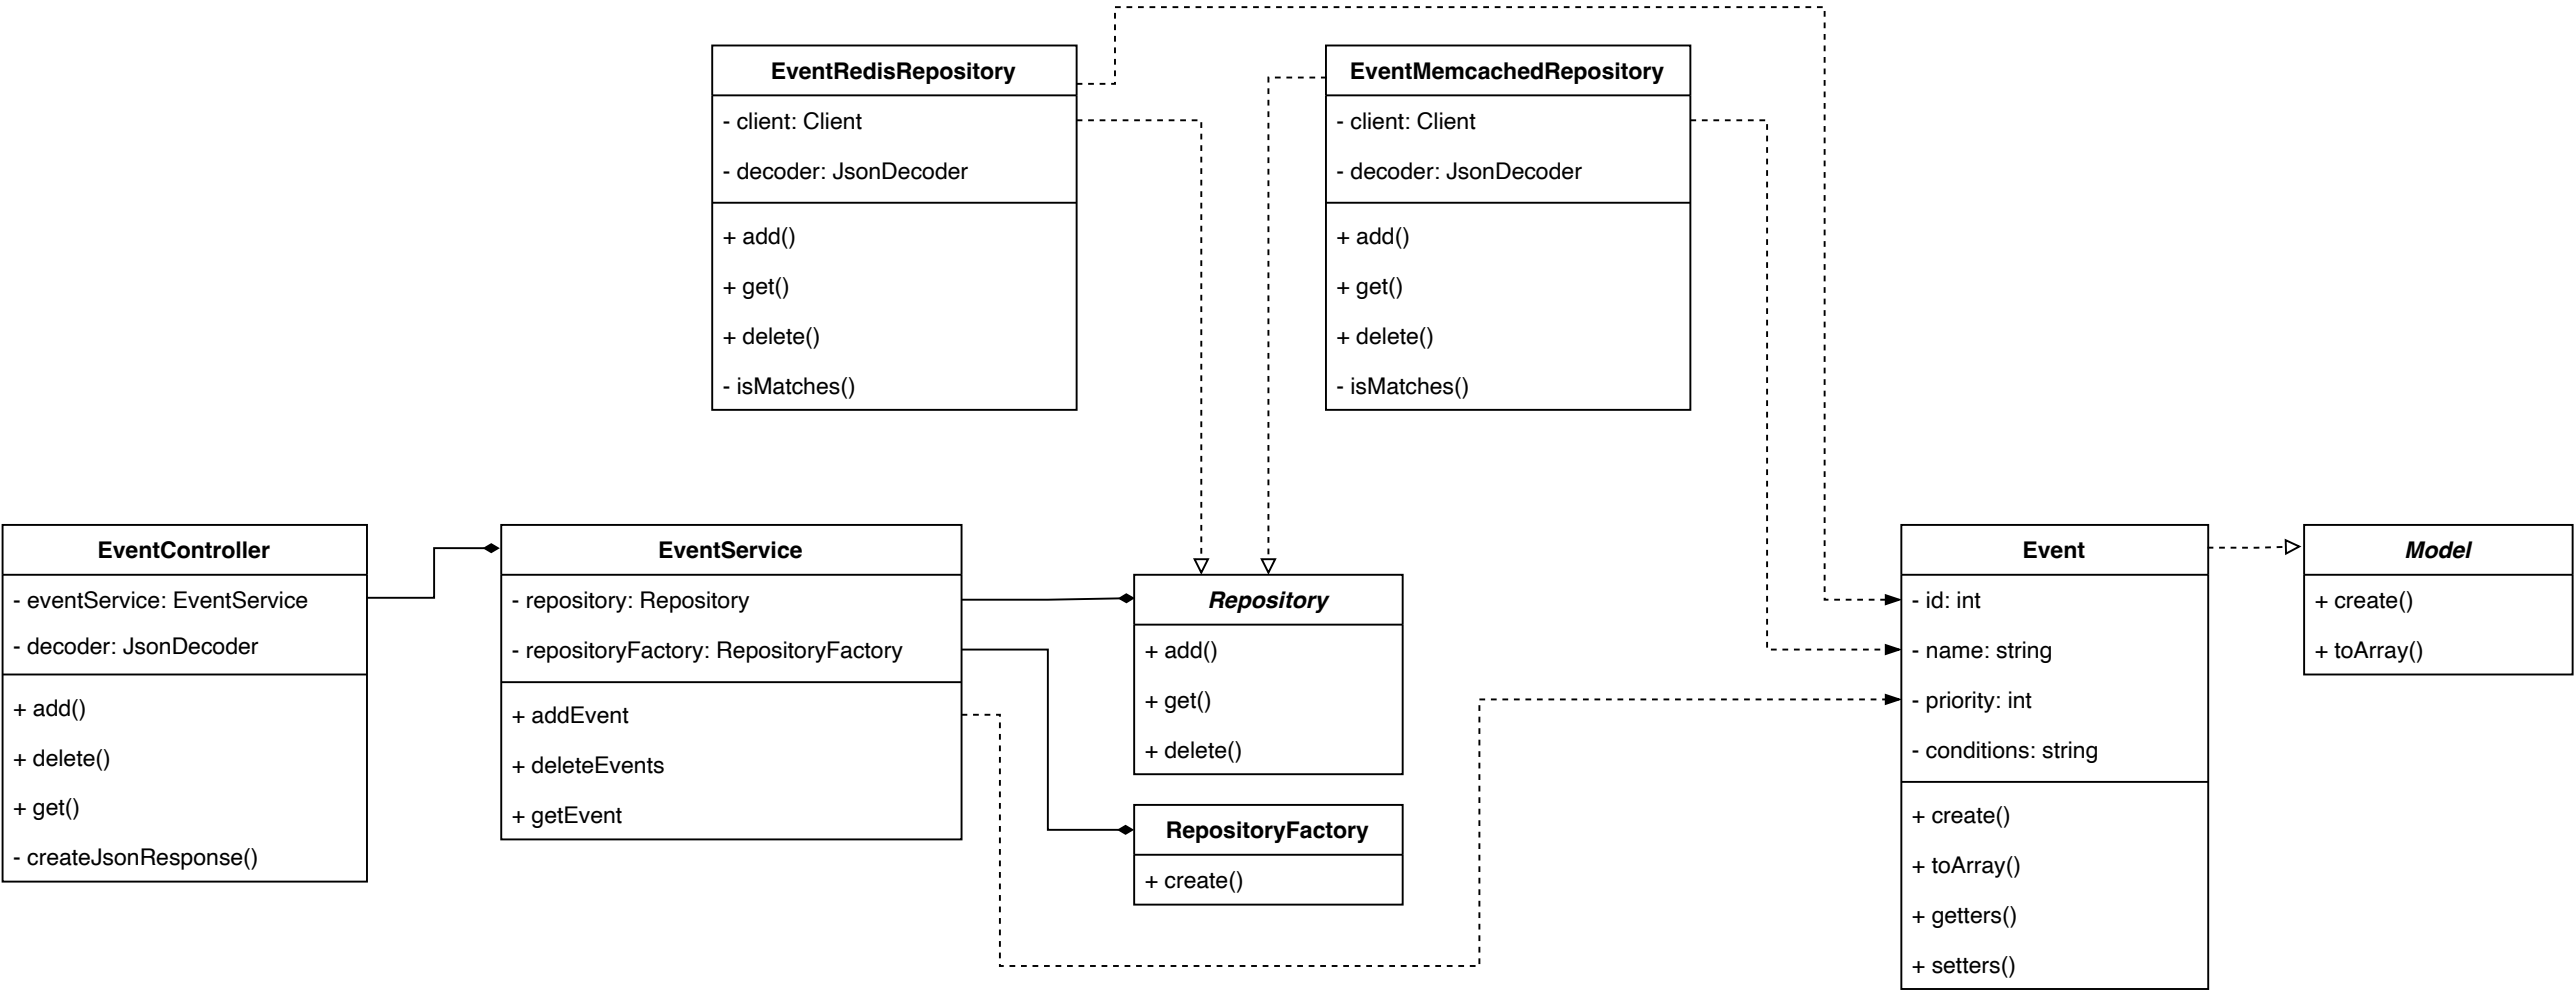 EventRedisRepository
- client: Client
- decoder: JsonDecoder
+ add()
+ get()
+ delete()
- isMatches()
EventMemcachedRepository
- client: Client
- decoder: JsonDecoder
+ add()
+ get()
+ delete()
- isMatches()
EventController
- eventService: EventService
- decoder: JsonDecoder
+ add()
+ delete()
+ get()
- createJsonResponse()
EventService
- repository: Repository
- repositoryFactory: RepositoryFactory
+ addEvent
+ deleteEvents
+ getEvent
Repository
+ add()
+ get()
+ delete()
RepositoryFactory
+ create()
Event
- id: int
- name: string
- priority: int
- conditions: string
+ create()
+ toArray()
+ getters()
+ setters()
Model
+ create()
+ toArray()